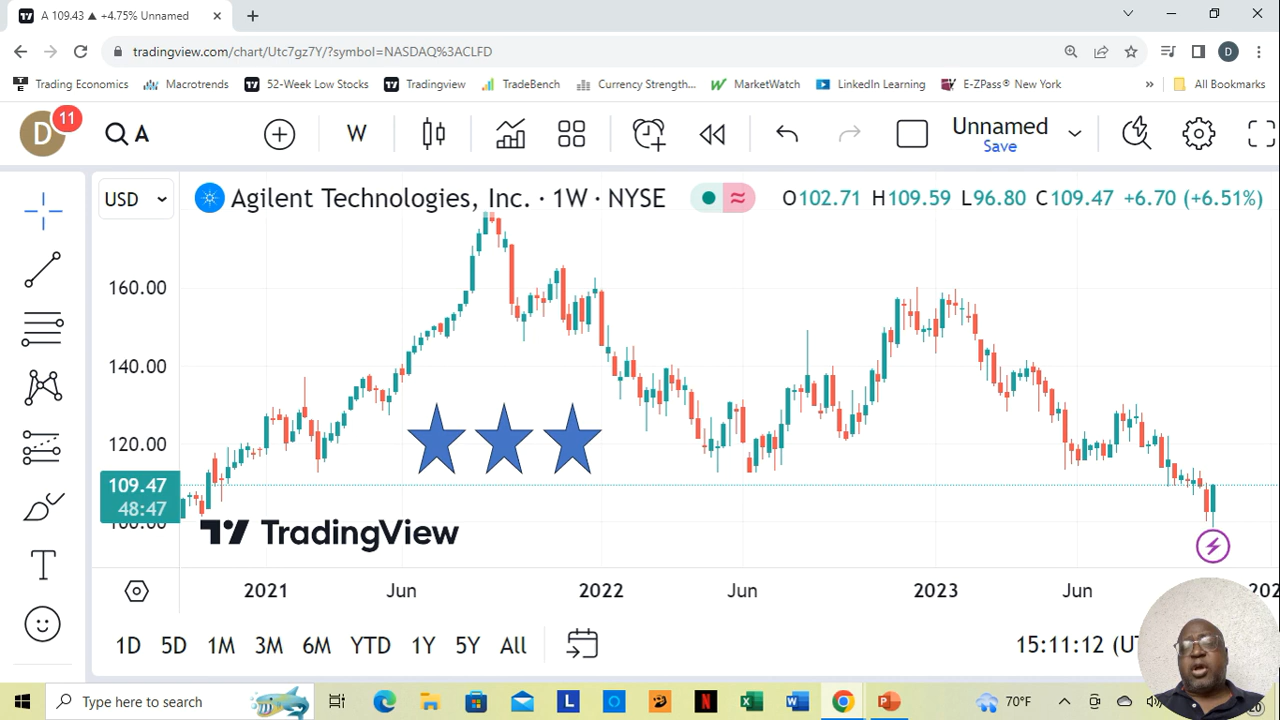 A 109.43 ▲ +4.75% Unnamed
tradingview.com/chart/Utc7gz7Y/?symbol=NASDAQ%3ACLFD
D
Trading Economics Macrotrends 52-Week Low Stocks Tradingview TradeBench Currency Strength... MarketWatch LinkedIn Learning E-ZPass® New York » All Bookmarks
D 11 A W Unnamed
Save
USD Agilent Technologies, Inc. · 1W · NYSE O102.71 H109.59 L96.80 C109.47 +6.70 (+6.51%)
160.00
140.00
120.00
109.47
48:47
100.00
TradingView
2021 Jun 2022 Jun 2023 Jun 202
1D 5D 1M 3M 6M YTD 1Y 5Y All 15:11:12 (UT
Type here to search 70°F